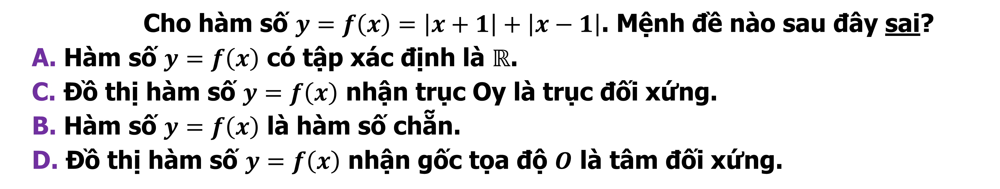 Cho hàm số y = f(x) = |x + 1| + |x − 1|. Mệnh đề nào sau đây sai?
A. Hàm số y = f(x) có tập xác định là ℝ.
C. Đồ thị hàm số y = f(x) nhận trục Oy là trục đối xứng.
B. Hàm số y = f(x) là hàm số chẵn.
D. Đồ thị hàm số y = f(x) nhận gốc tọa độ O là tâm đối xứng.